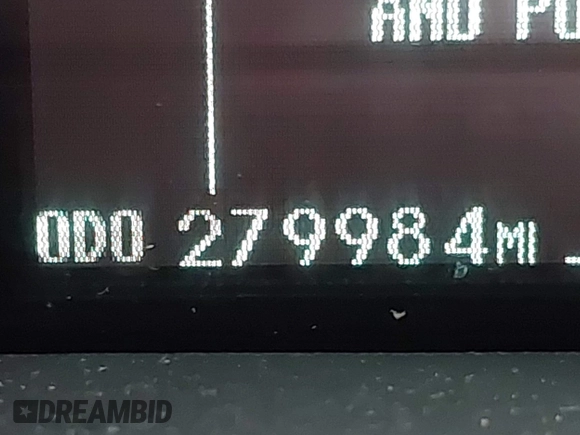 AND
ODO 279984 MI
DREAMBID